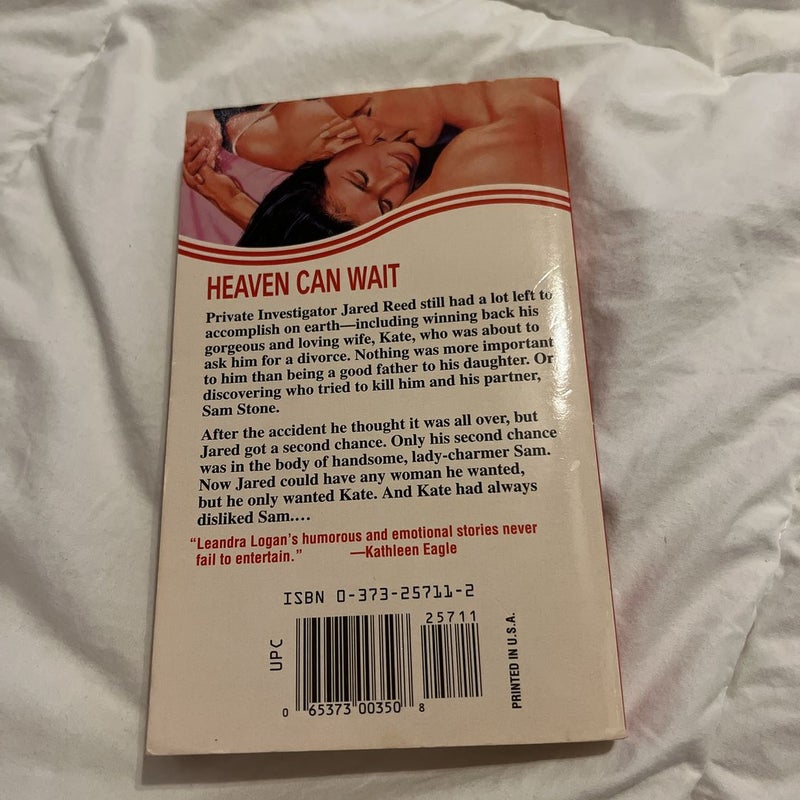 HEAVEN CAN WAIT
Private Investigator Jared Reed still had a lot left to
accomplish on earth—including winning back his
gorgeous and loving wife, Kate, who was about to
ask him for a divorce. Nothing was more important
to him than being a good father to his daughter. Or
discovering who tried to kill him and his partner,
Sam Stone.
After the accident he thought it was all over, but
Jared got a second chance. Only his second chance
was in the body of handsome, lady-charmer Sam.
Now Jared could have any woman he wanted,
but he only wanted Kate. And Kate had always
disliked Sam....
"Leandra Logan's humorous and emotional stories never
fail to entertain." —Kathleen Eagle
ISBN 0-373-25711-2
25711
UPC
0 65373 00350 8
PRINTED IN U.S.A.